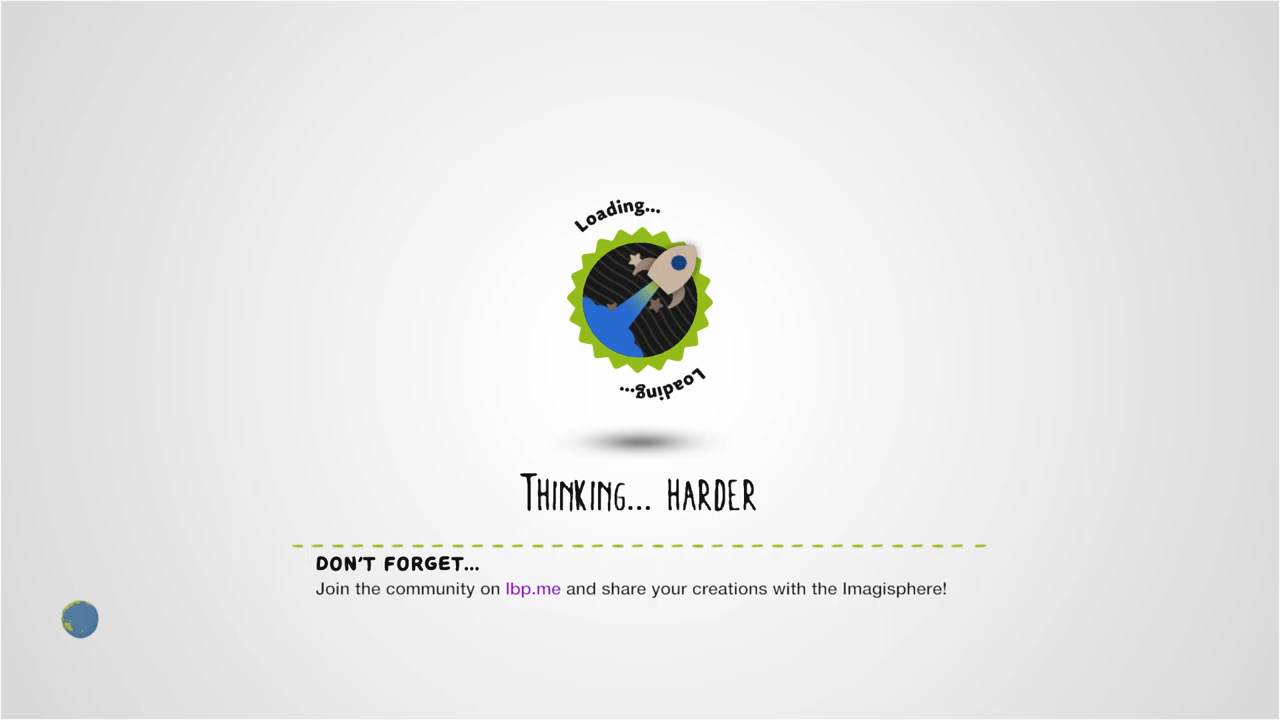 Loading...
Loading...
Thinking... harder
DON'T FORGET...
Join the community on lbp.me and share your creations with the Imagisphere!